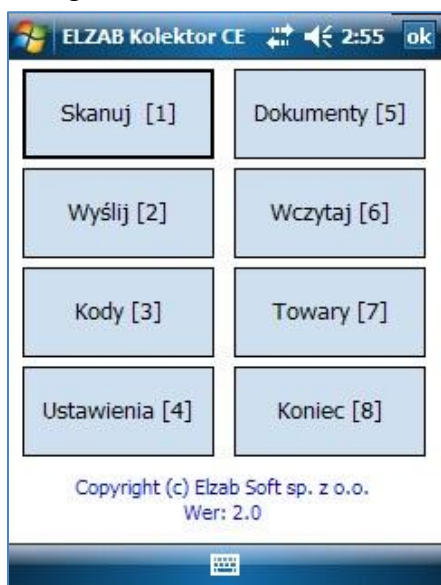 ELZAB Kolektor CE 2:55 ok
Skanuj [1] Dokumenty [5]
Wyślij [2] Wczytaj [6]
Kody [3] Towary [7]
Ustawienia [4] Koniec [8]
Copyright (c) Elzab Soft sp. z o.o.
Wer: 2.0